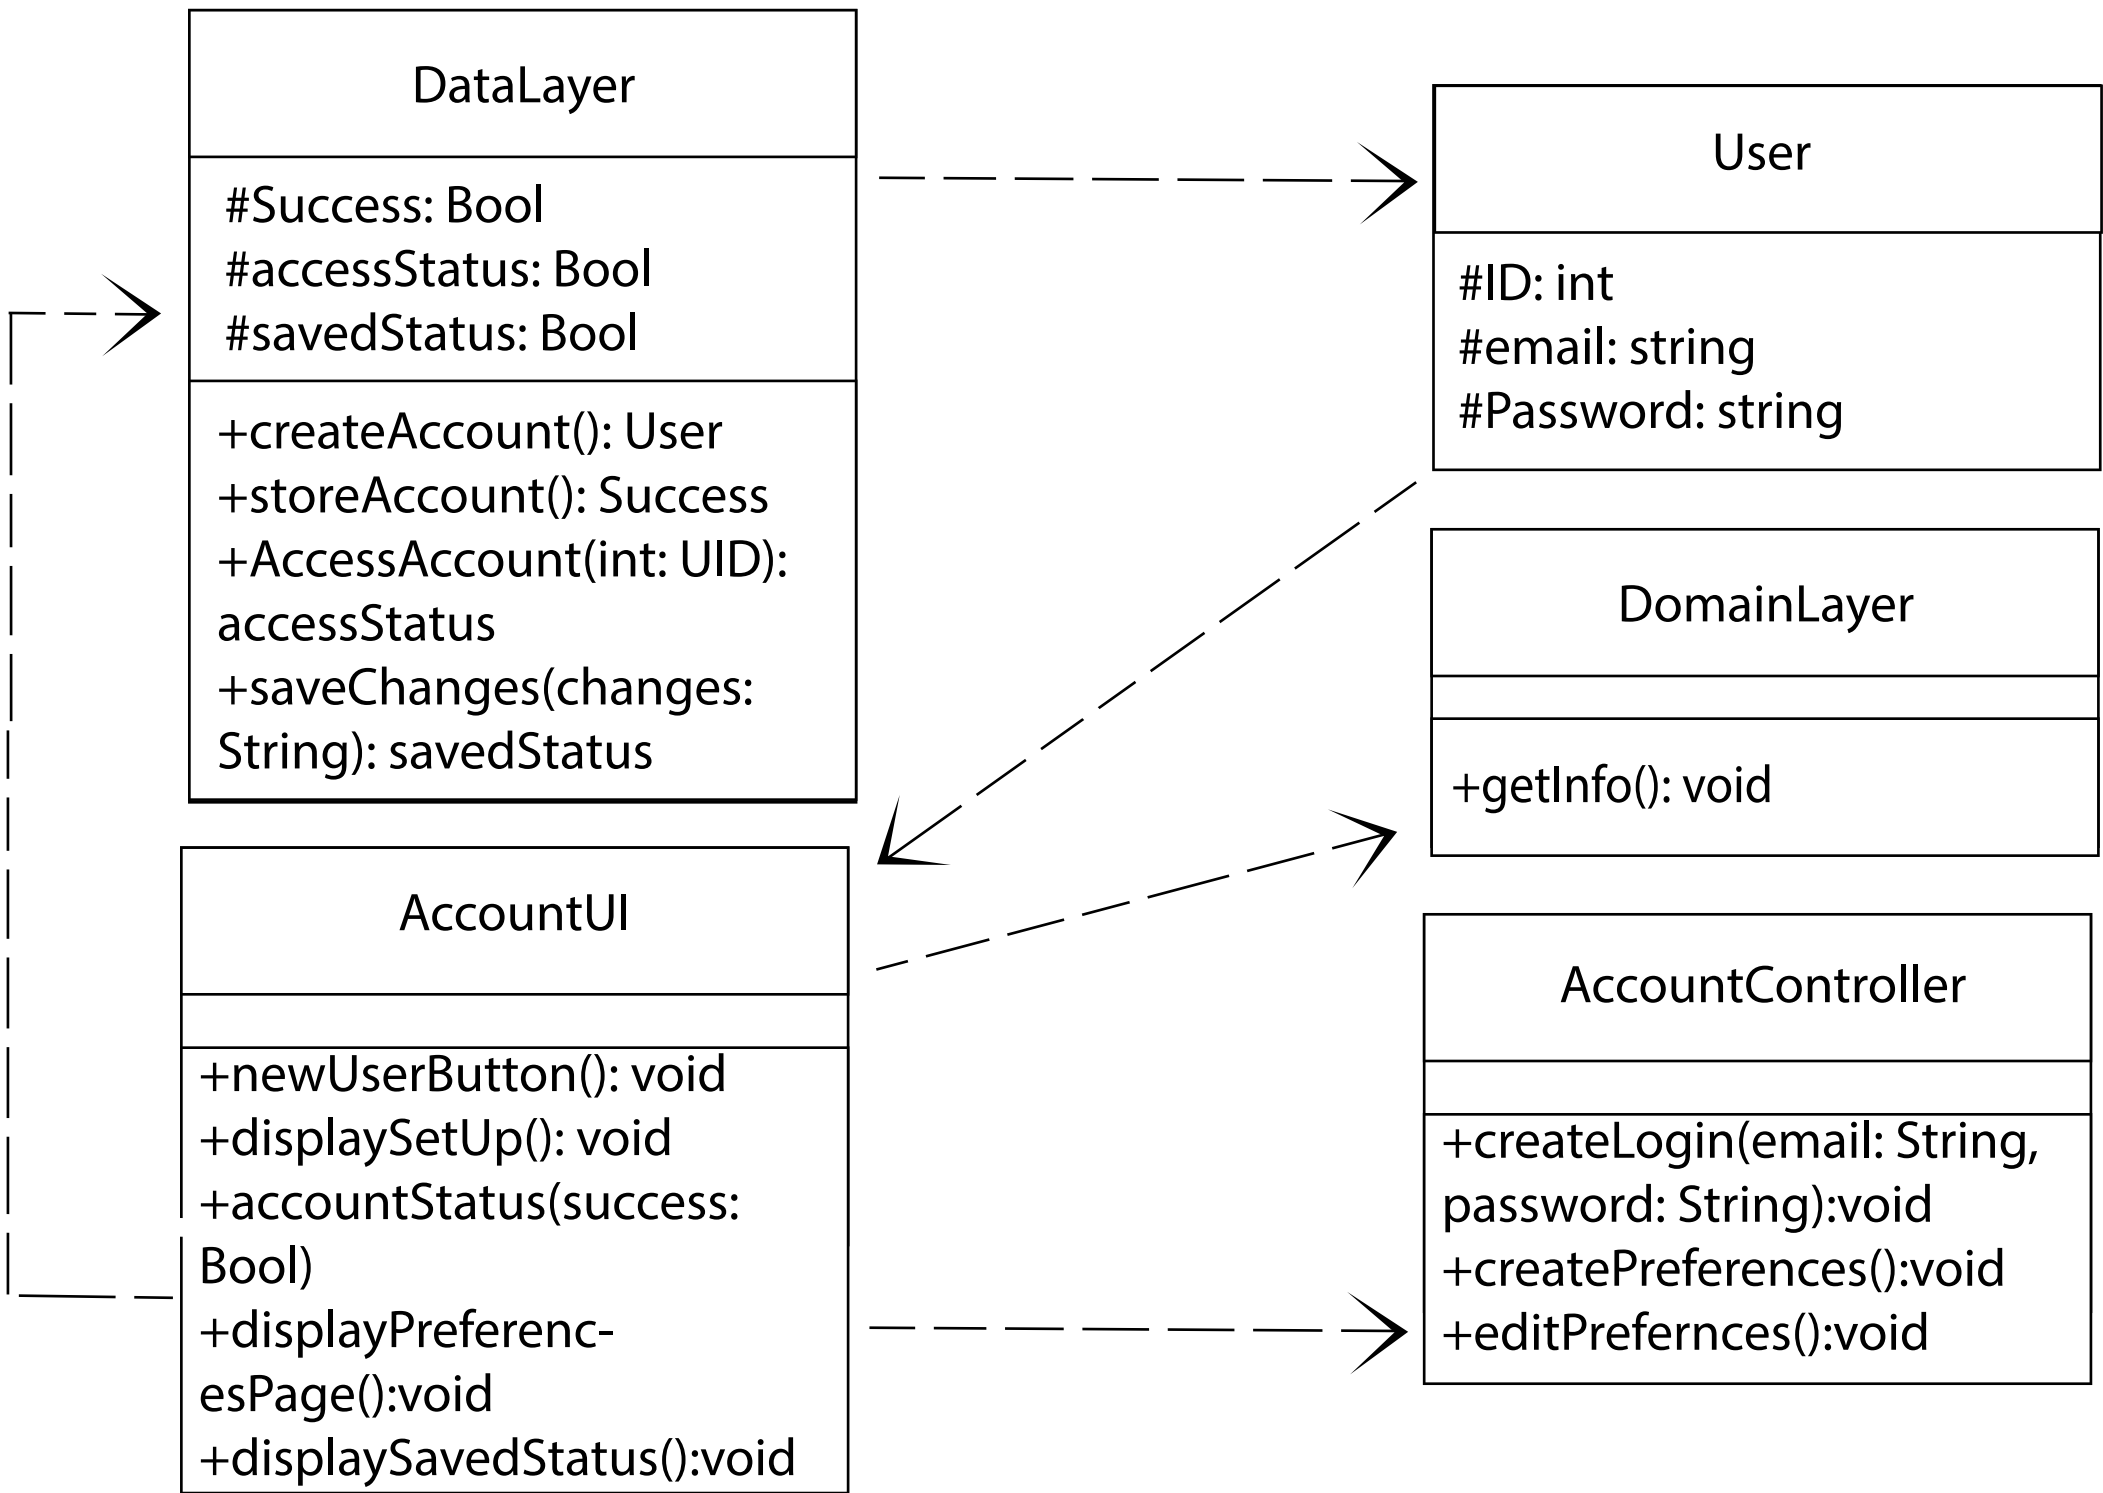 DataLayer
#Success: Bool
#accessStatus: Bool
#savedStatus: Bool
+createAccount(): User
+storeAccount(): Success
+AccessAccount(int: UID):
accessStatus
+saveChanges(changes:
String): savedStatus
User
#ID: int
#email: string
#Password: string
DomainLayer
+getInfo(): void
AccountUI
+newUserButton(): void
+displaySetUp(): void
+accountStatus(success:
Bool)
+displayPreferenc-
esPage():void
+displaySavedStatus():void
AccountController
+createLogin(email: String,
password: String):void
+createPreferences():void
+editPrefernces():void